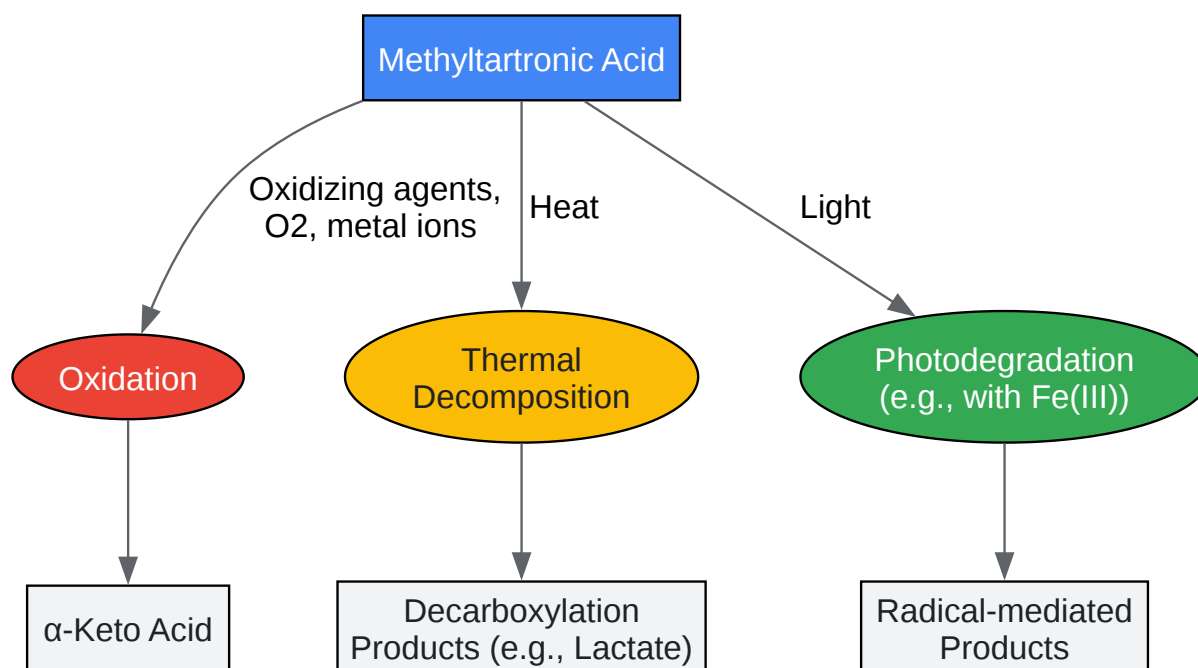 Methyltartronic Acid
Oxidizing agents,
O2, metal ions
Heat
Light
Oxidation
Thermal
Decomposition
Photodegradation
(e.g., with Fe(III))
α-Keto Acid
Decarboxylation
Products (e.g., Lactate)
Radical-mediated
Products